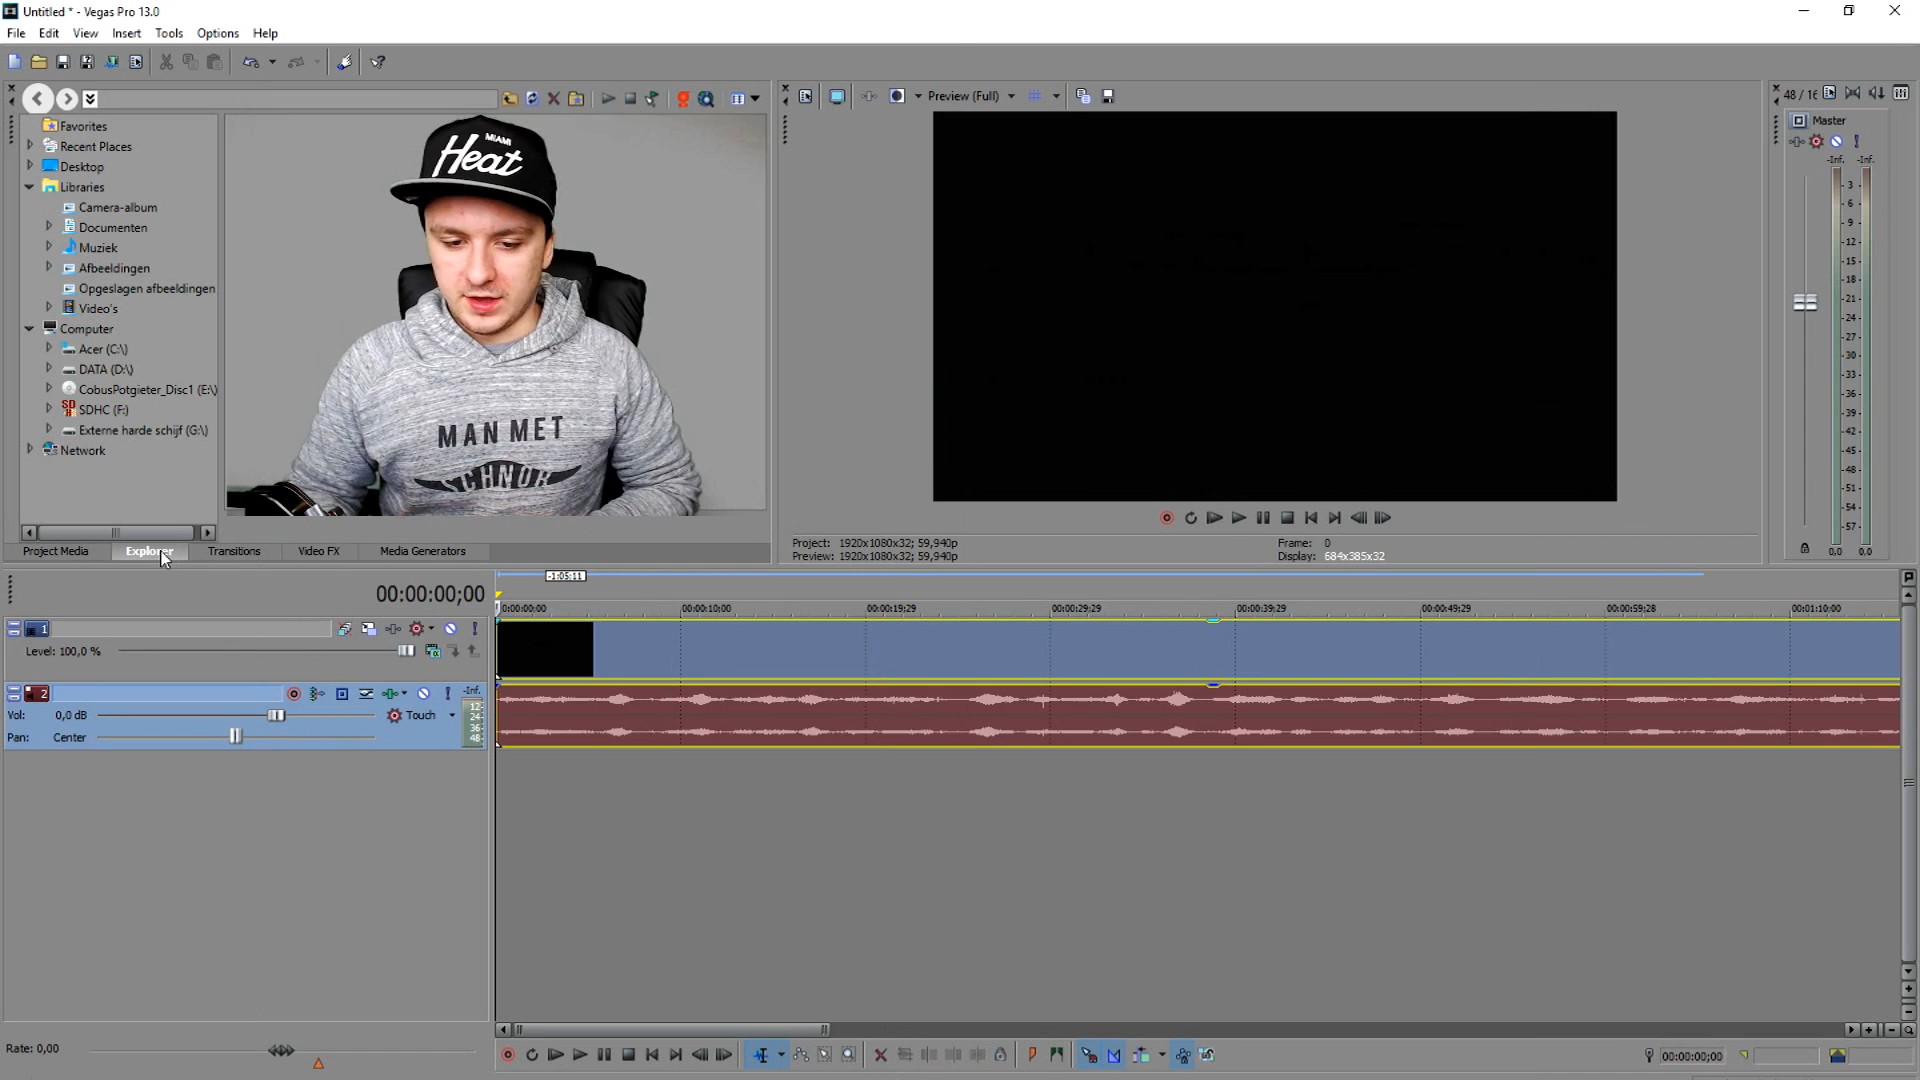 Untitled * - Vegas Pro 13.0
File Edit View Insert Tools Options Help
Preview (Full)
48 / 16
Master
-Inf. -Inf.
Favorites
Recent Places
Desktop
Libraries
Camera-album
Documenten
Muziek
Afbeeldingen
Opgeslagen afbeeldingen
Video's
Computer
Acer (C:\)
DATA (D:\)
CobusPotgieter_Disc1 (E:\)
SDHC (F:)
Externe harde schijf (G:\)
Network
MIAMI
Heat
MAN MET
SCHNOR
3
6
9
12
15
18
21
24
27
30
33
36
39
42
45
48
51
54
57
0,0 0,0
Project Media Explorer Transitions Video FX Media Generators
Project: 1920x1080x32; 59,940p
Preview: 1920x1080x32; 59,940p
Frame: 0
Display: 684x385x32
-1:05:11
00:00:00;00
0:00:00;00 00:00:10;00 00:00:19;29 00:00:29;29 00:00:39;29 00:00:49;29 00:00:59;28 00:01:10;00
1
Level: 100,0 %
2
-Inf.
Vol: 0,0 dB Touch
Pan: Center
12
24
36
48
Rate: 0,00
00:00:00;00